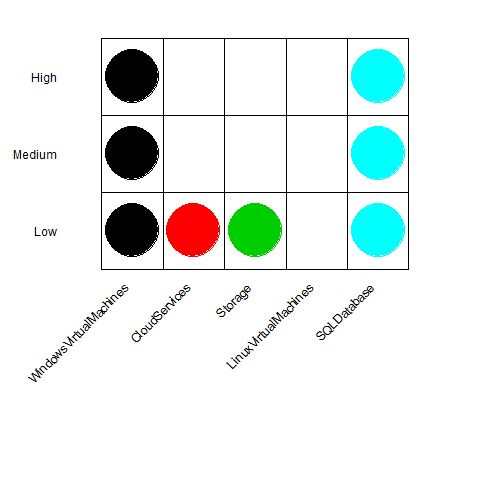 High
Medium
Low
WindowsVirtualMachines
CloudServices
Storage
LinuxVirtualMachines
SQLDatabase